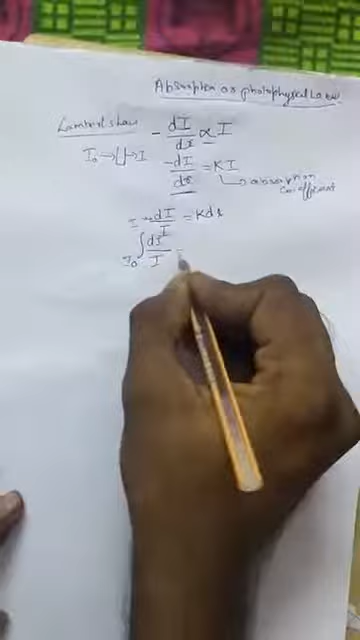 Absorption or photophysical Law
Lambert's law - dI/dx ∝ I
I₀→∐→I
-dI/dx = KI
↳ absorption coefficient
- dI/I = Kdx
I ∫ I₀ dI/I =